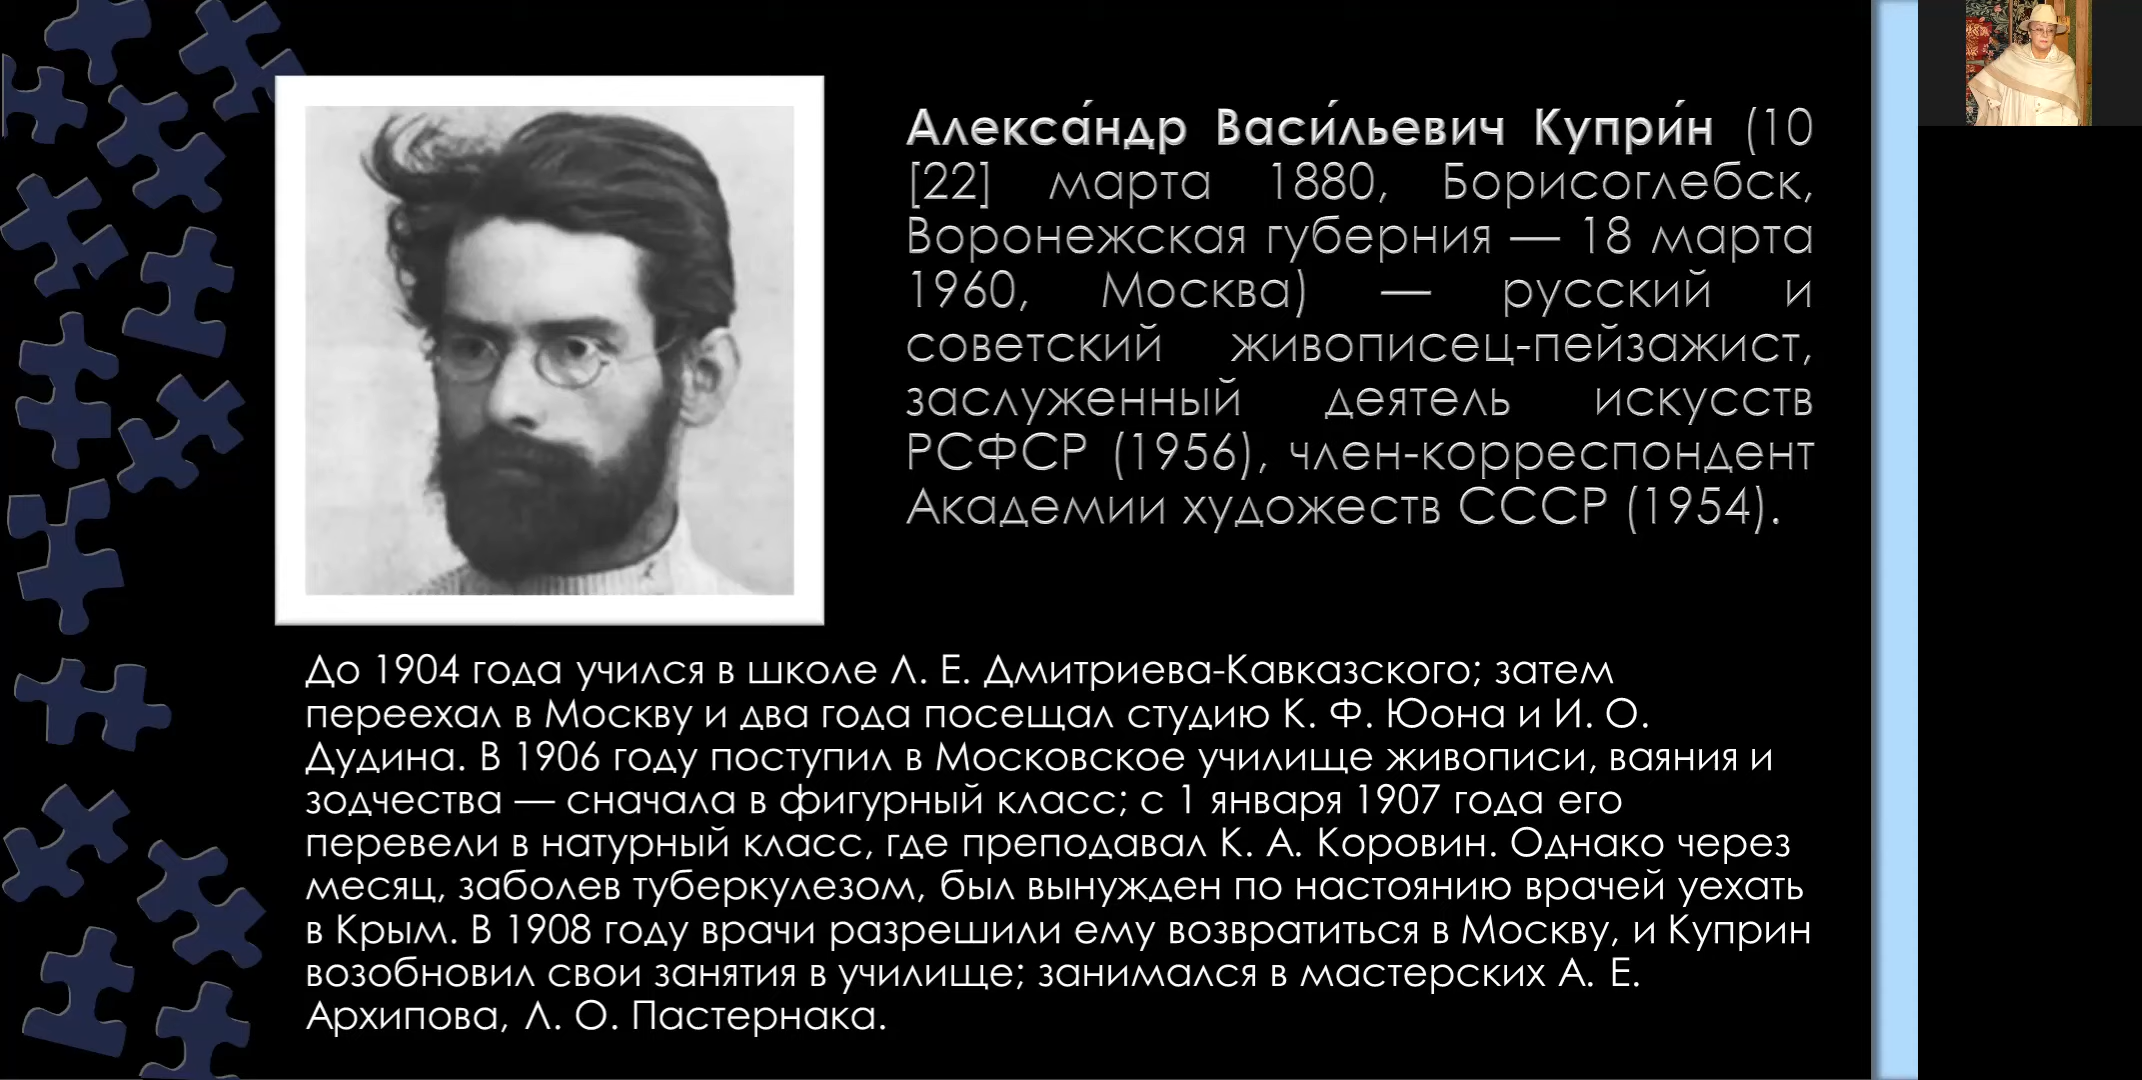 Алекса́ндр Васи́льевич Купри́н (10
[22] марта 1880, Борисоглебск,
Воронежская губерния — 18 марта
1960, Москва) — русский и
советский живописец-пейзажист,
заслуженный деятель искусств
РСФСР (1956), член-корреспондент
Академии художеств СССР (1954).
До 1904 года учился в школе Л. Е. Дмитриева-Кавказского; затем
переехал в Москву и два года посещал студию К. Ф. Юона и И. О.
Дудина. В 1906 году поступил в Московское училище живописи, ваяния и
зодчества — сначала в фигурный класс; с 1 января 1907 года его
перевели в натурный класс, где преподавал К. А. Коровин. Однако через
месяц, заболев туберкулезом, был вынужден по настоянию врачей уехать
в Крым. В 1908 году врачи разрешили ему возвратиться в Москву, и Куприн
возобновил свои занятия в училище; занимался в мастерских А. Е.
Архипова, Л. О. Пастернака.